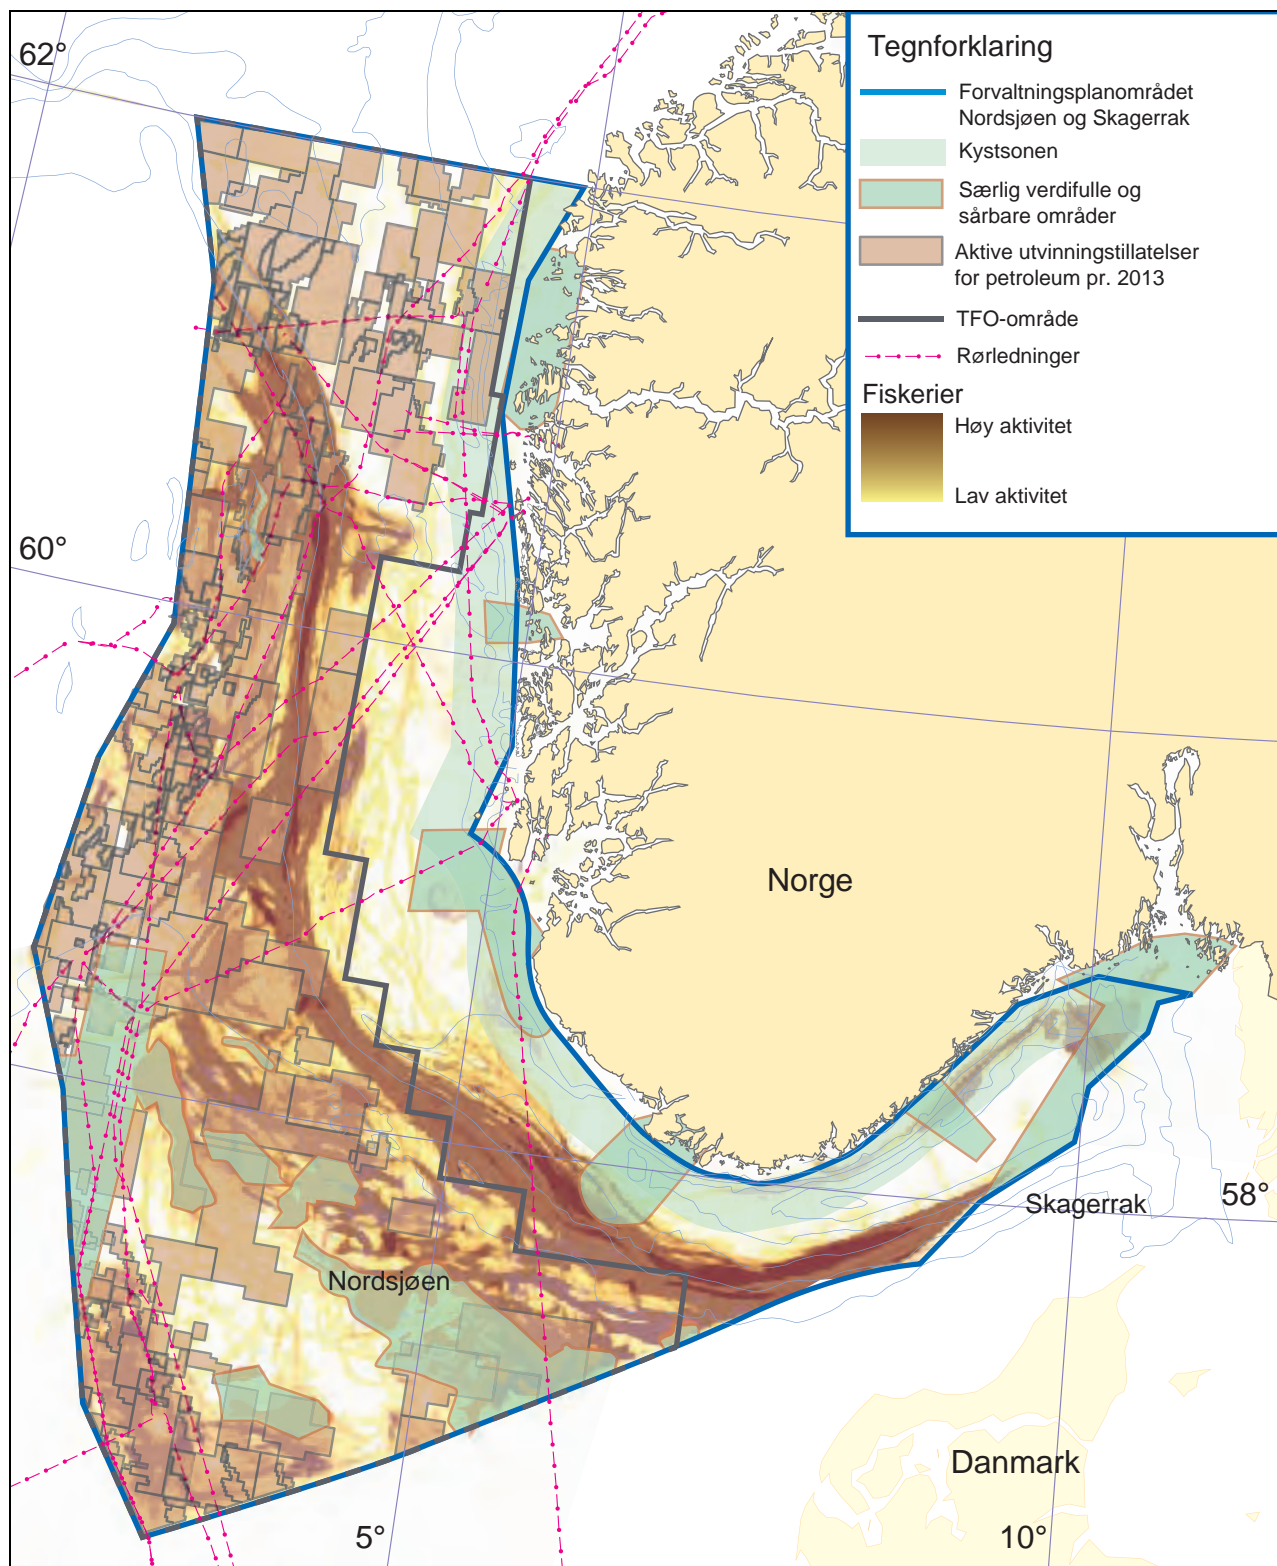 Tegnforklaring
Forvaltningsplanområdet
Nordsjøen og Skagerrak
Kystsonen
Særlig verdifulle og
sårbare områder
Aktive utvinningstillatelser
for petroleum pr. 2013
TFO-område
Rørledninger
Fiskerier
Høy aktivitet
Lav aktivitet
62°
60°
Norge
58°
Skagerrak
Nordsjøen
Danmark
5°
10°